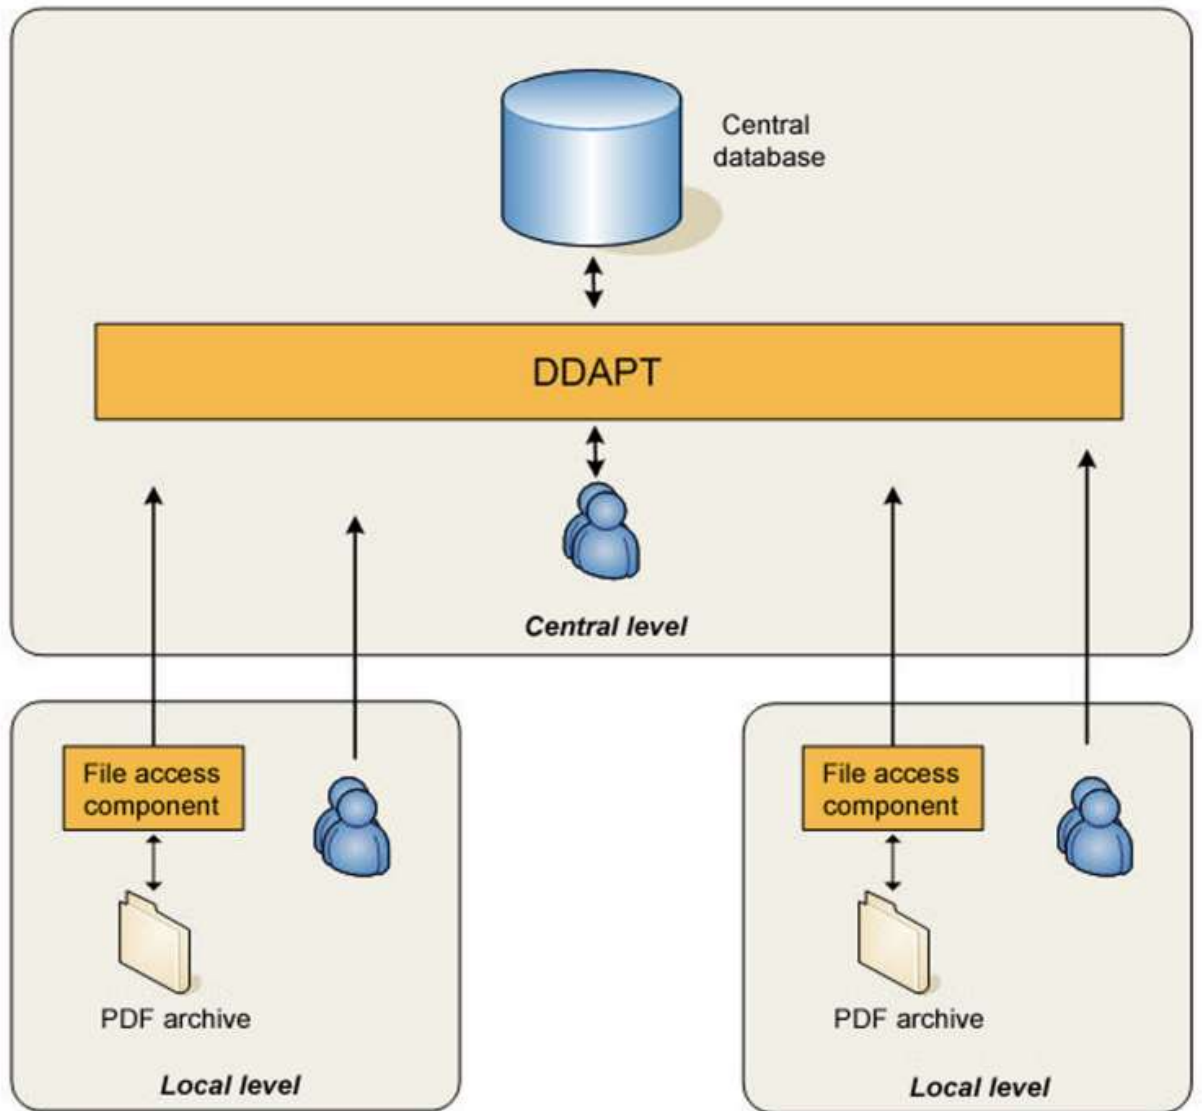 Central
database
DDAPT
Central level
File access
component
PDF archive
Local level
File access
component
PDF archive
Local level